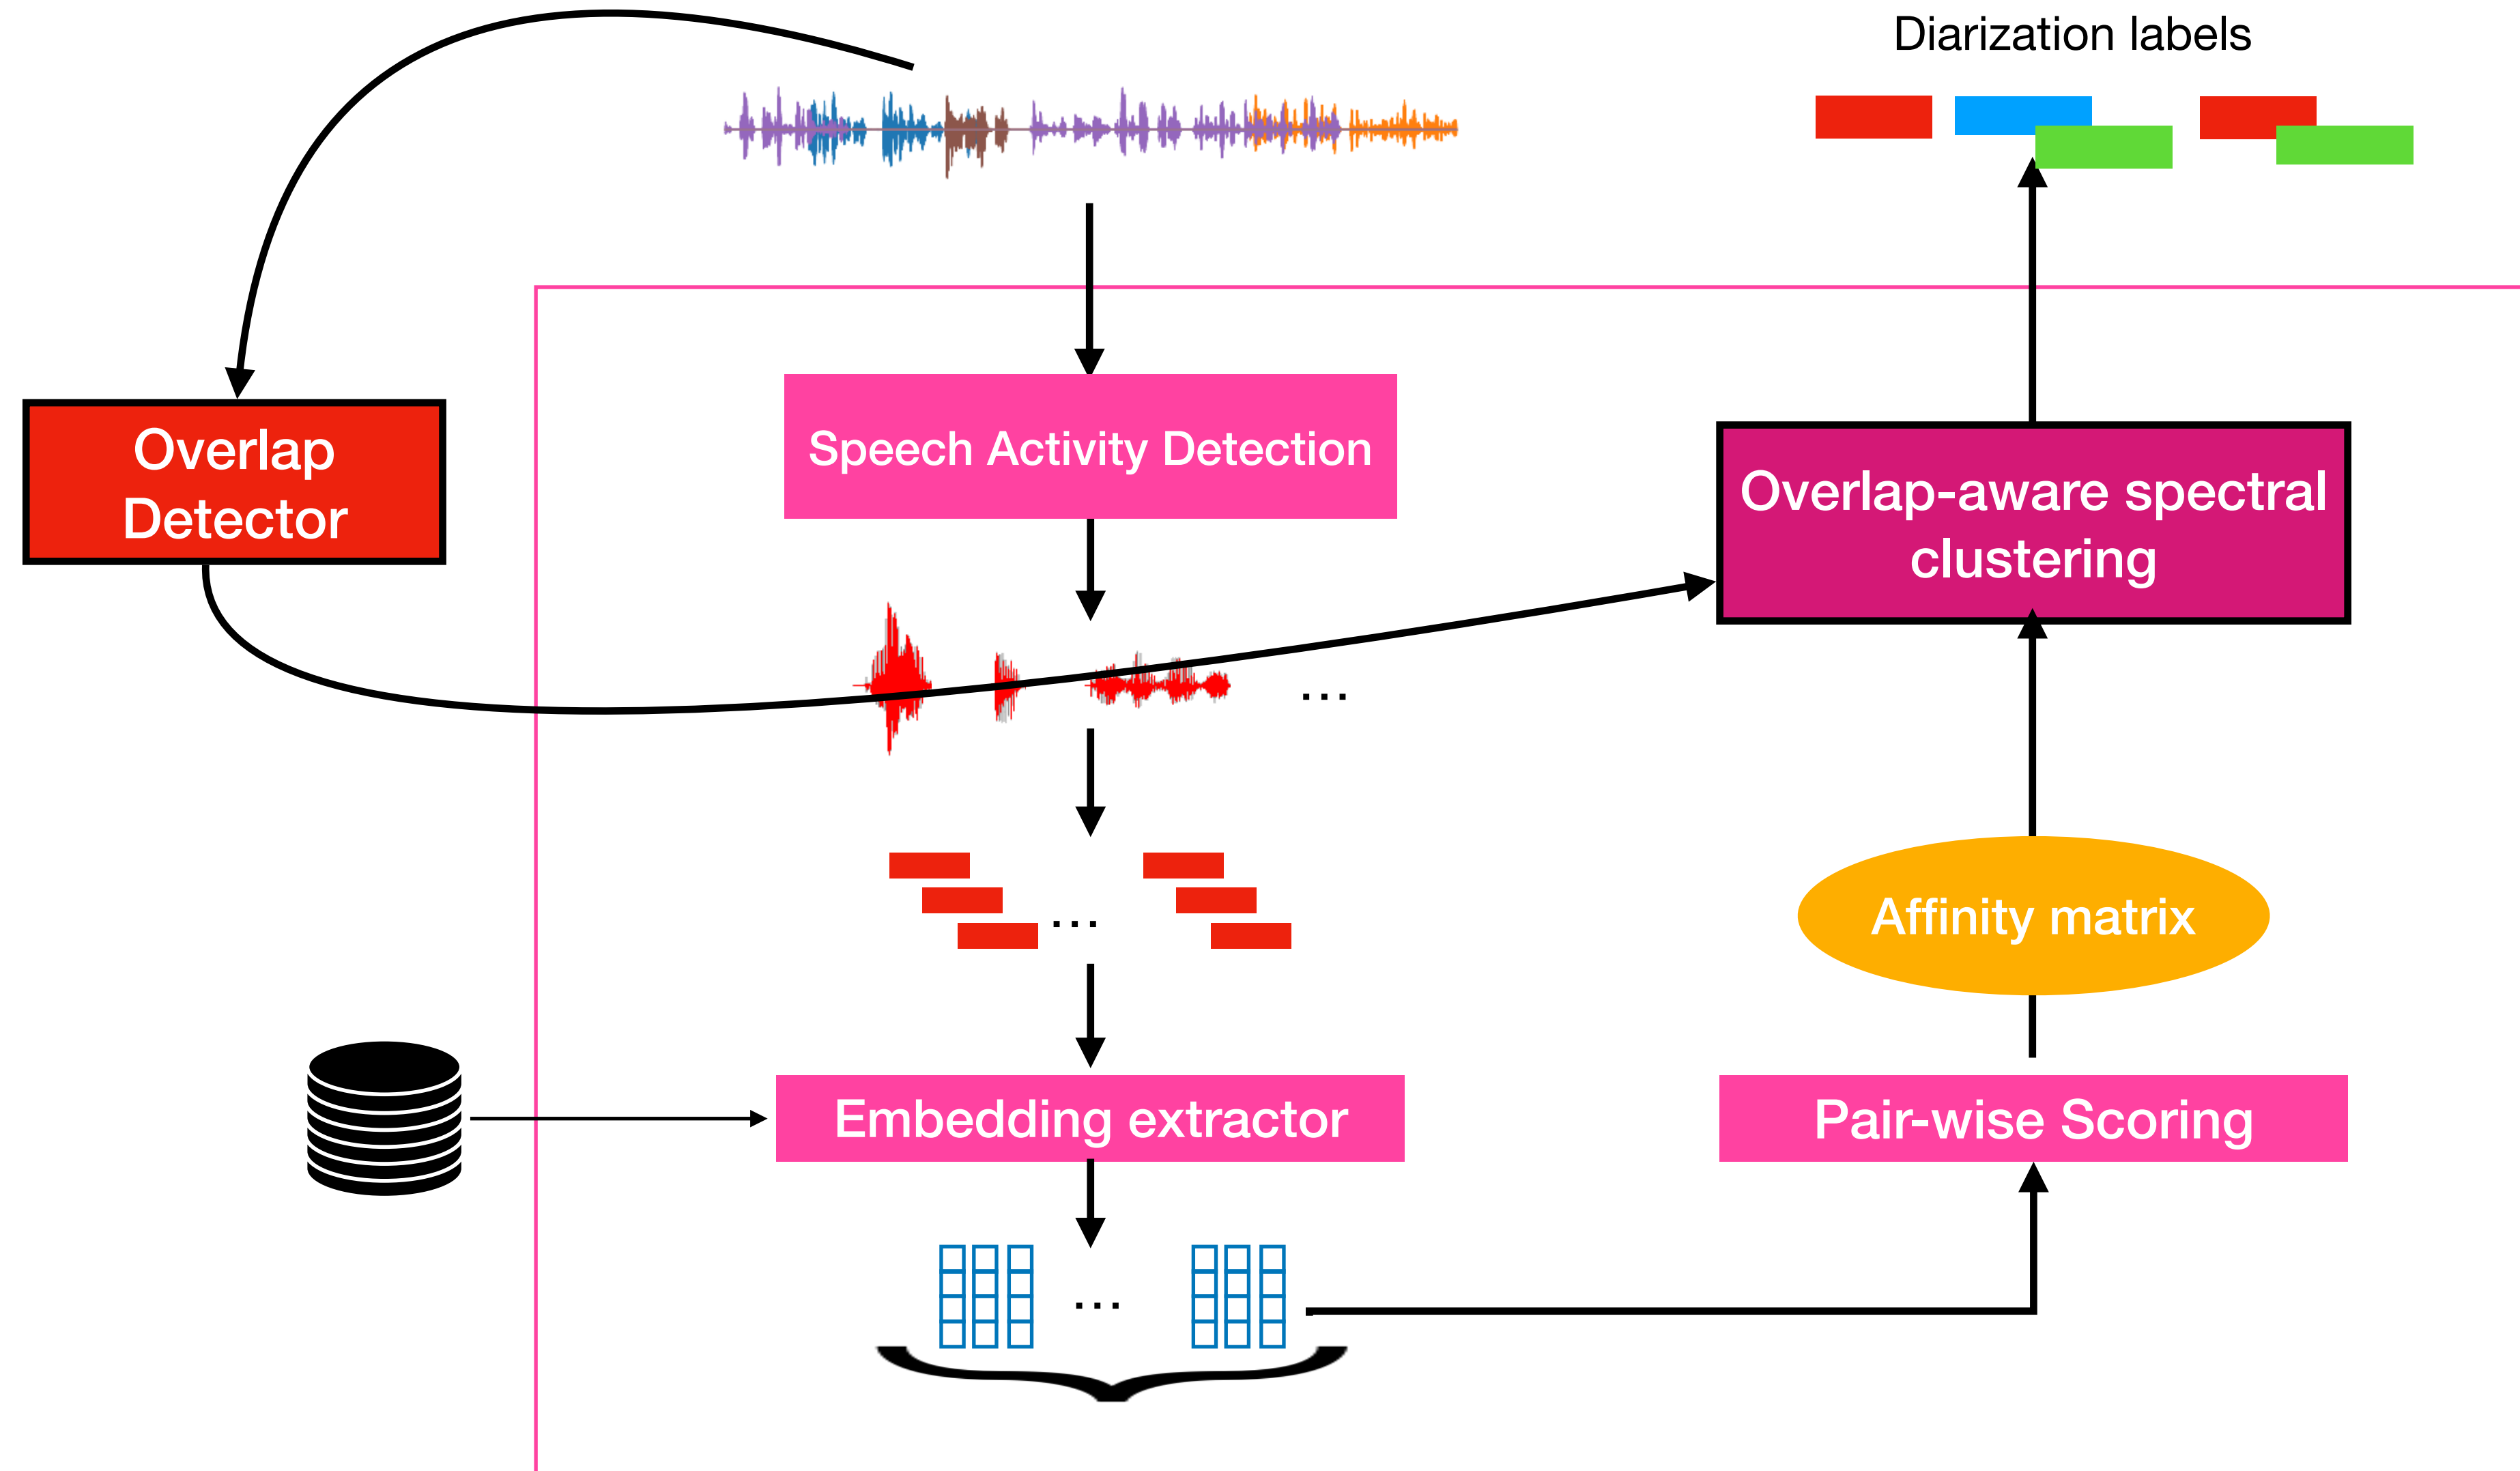 Diarization labels
Overlap
Detector
Speech Activity Detection
Overlap-aware spectral
clustering
...
...
Affinity matrix
Embedding extractor
Pair-wise Scoring
...